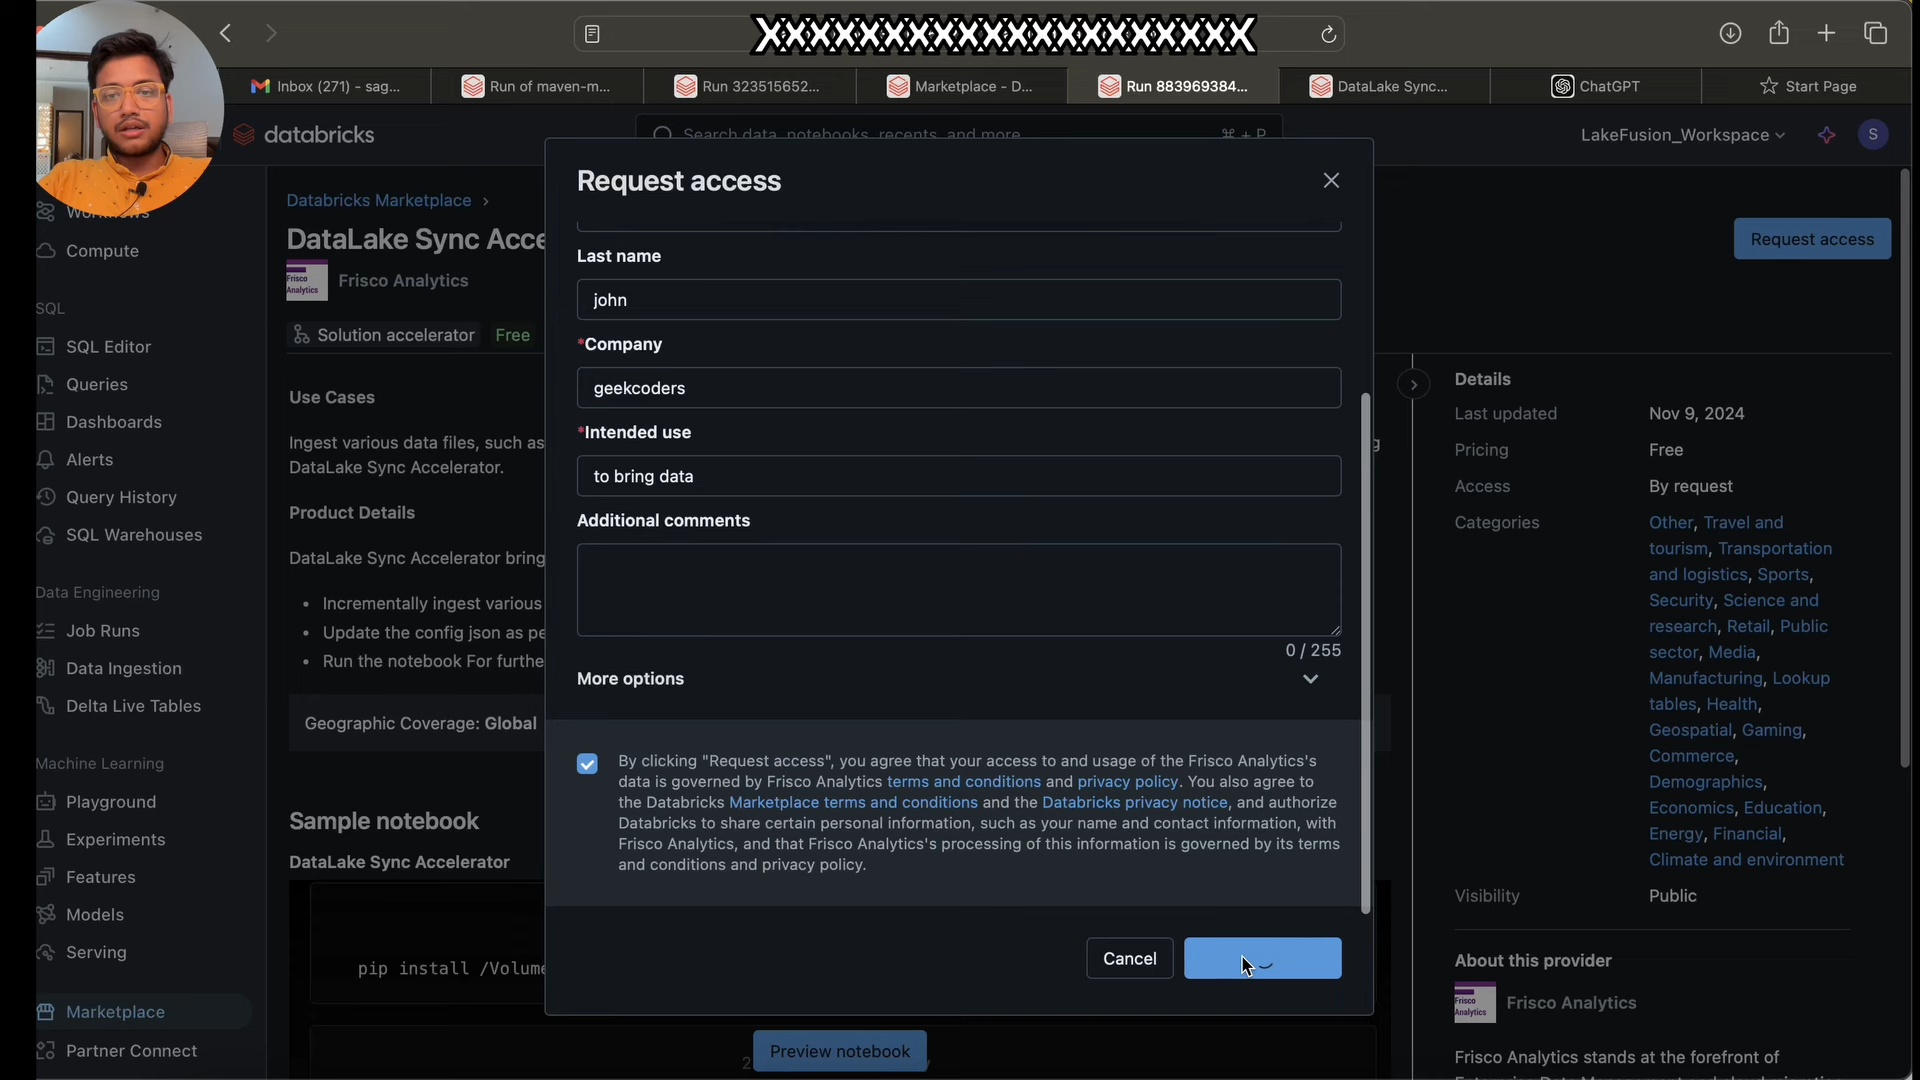 XXXXXXXXXXXXXXXXXXXX
Inbox (271) - sag...
Run of maven-m...
Run 323515652...
Marketplace - D...
Run 883969384...
DataLake Sync...
ChatGPT
Start Page
databricks
Search data, notebooks, recents, and more...
⌘ + P
LakeFusion_Workspace
S
Workflows
Compute
SQL
SQL Editor
Queries
Dashboards
Alerts
Query History
SQL Warehouses
Data Engineering
Job Runs
Data Ingestion
Delta Live Tables
Machine Learning
Playground
Experiments
Features
Models
Serving
Marketplace
Partner Connect
Databricks Marketplace ›
DataLake Sync Acce
Frisco Analytics
Frisco Analytics
Solution accelerator
Free
Use Cases
Ingest various data files, such as
DataLake Sync Accelerator.
Product Details
DataLake Sync Accelerator bring
• Incrementally ingest various
• Update the config json as pe
• Run the notebook For furthe
Geographic Coverage: Global
Sample notebook
DataLake Sync Accelerator
pip install /Volume
Preview notebook
Request access
Last name
john
*Company
geekcoders
*Intended use
to bring data
Additional comments
0 / 255
More options
By clicking "Request access", you agree that your access to and usage of the Frisco Analytics's
data is governed by Frisco Analytics terms and conditions and privacy policy. You also agree to
the Databricks Marketplace terms and conditions and the Databricks privacy notice, and authorize
Databricks to share certain personal information, such as your name and contact information, with
Frisco Analytics, and that Frisco Analytics's processing of this information is governed by its terms
and conditions and privacy policy.
Cancel
Request access
Details
Last updated
Nov 9, 2024
Pricing
Free
Access
By request
Categories
Other, Travel and
tourism, Transportation
and logistics, Sports,
Security, Science and
research, Retail, Public
sector, Media,
Manufacturing, Lookup
tables, Health,
Geospatial, Gaming,
Commerce,
Demographics,
Economics, Education,
Energy, Financial,
Climate and environment
Visibility
Public
About this provider
Frisco Analytics
Frisco Analytics
Frisco Analytics stands at the forefront of